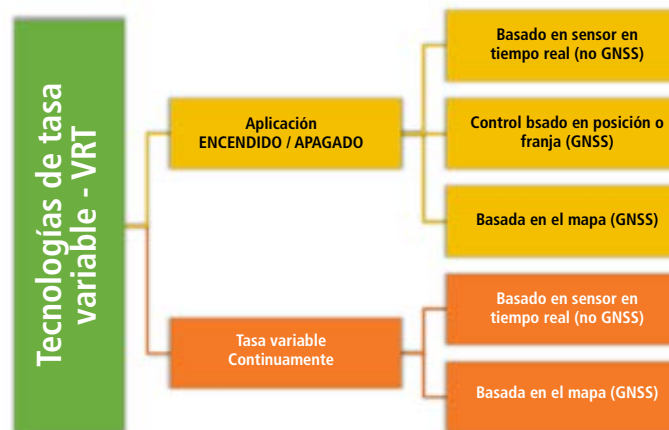 Tecnologías de tasa
variable - VRT
Aplicación
ENCENDIDO / APAGADO
Basado en sensor en
tiempo real (no GNSS)
Control bsado en posición o
franja (GNSS)
Basada en el mapa (GNSS)
Tasa variable
Continuamente
Basado en sensor en
tiempo real (no GNSS)
Basada en el mapa (GNSS)